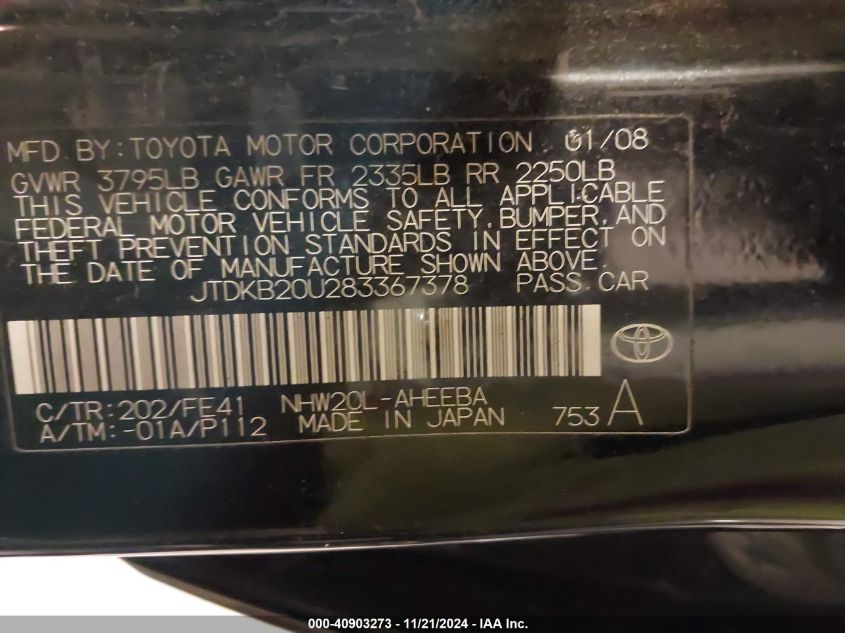 MFD. BY: TOYOTA MOTOR CORPORATION 01/08
GVWR 3795LB GAWR FR 2335LB RR 2250LB
THIS VEHICLE CONFORMS TO ALL APPLICABLE
FEDERAL MOTOR VEHICLE SAFETY, BUMPER, AND
THEFT PREVENTION STANDARDS IN EFFECT ON
THE DATE OF MANUFACTURE SHOWN ABOVE.
JTDKB20U283367378 PASS. CAR
C/TR: 202/FE41 NHW20L-AHEEBA
A/TM: -01A/P112 MADE IN JAPAN 753 A
000-40903273 - 11/21/2024 - IAA Inc.